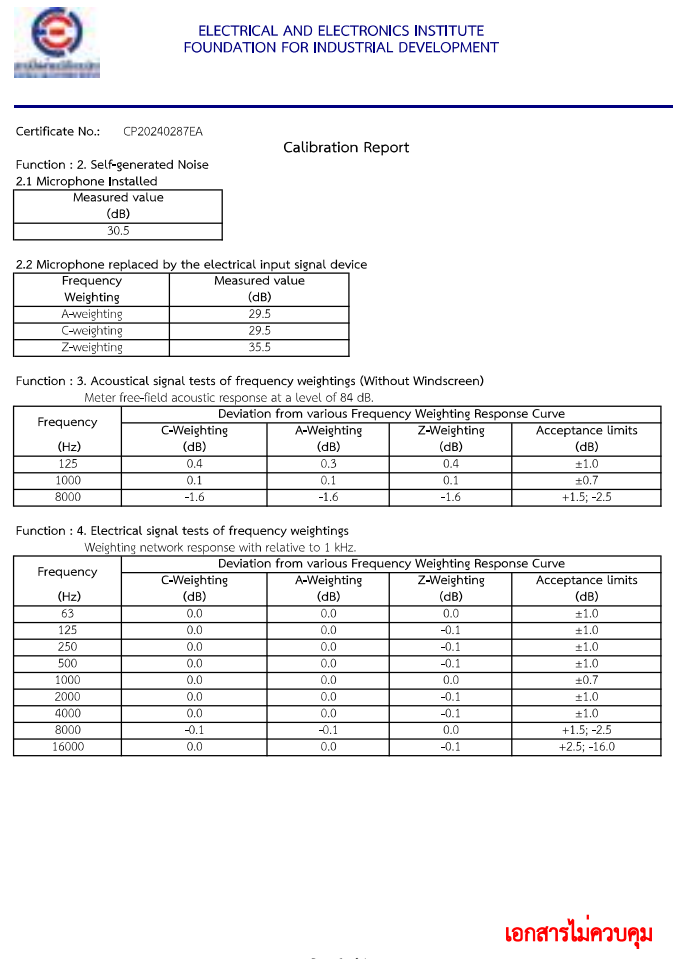 ELECTRICAL AND ELECTRONICS INSTITUTE
FOUNDATION FOR INDUSTRIAL DEVELOPMENT
Certificate No.: CP20240287EA
Calibration Report
Function : 2. Self-generated Noise
2.1 Microphone Installed
Measured value
(dB)
30.5
2.2 Microphone replaced by the electrical input signal device
Frequency Measured value
Weighting (dB)
A-weighting 29.5
C-weighting 29.5
Z-weighting 35.5
Function : 3. Acoustical signal tests of frequency weightings (Without Windscreen)
Meter free-field acoustic response at a level of 84 dB.
Frequency Deviation from various Frequency Weighting Response Curve
C-Weighting A-Weighting Z-Weighting Acceptance limits
(Hz) (dB) (dB) (dB) (dB)
125 0.4 0.3 0.4 ±1.0
1000 0.1 0.1 0.1 ±0.7
8000 -1.6 -1.6 -1.6 +1.5; -2.5
Function : 4. Electrical signal tests of frequency weightings
Weighting network response with relative to 1 kHz.
Frequency Deviation from various Frequency Weighting Response Curve
C-Weighting A-Weighting Z-Weighting Acceptance limits
(Hz) (dB) (dB) (dB) (dB)
63 0.0 0.0 0.0 ±1.0
125 0.0 0.0 -0.1 ±1.0
250 0.0 0.0 -0.1 ±1.0
500 0.0 0.0 -0.1 ±1.0
1000 0.0 0.0 0.0 ±0.7
2000 0.0 0.0 -0.1 ±1.0
4000 0.0 0.0 -0.1 ±1.0
8000 -0.1 -0.1 0.0 +1.5; -2.5
16000 0.0 0.0 -0.1 +2.5; -16.0
เอกสารไม่ควบคุม